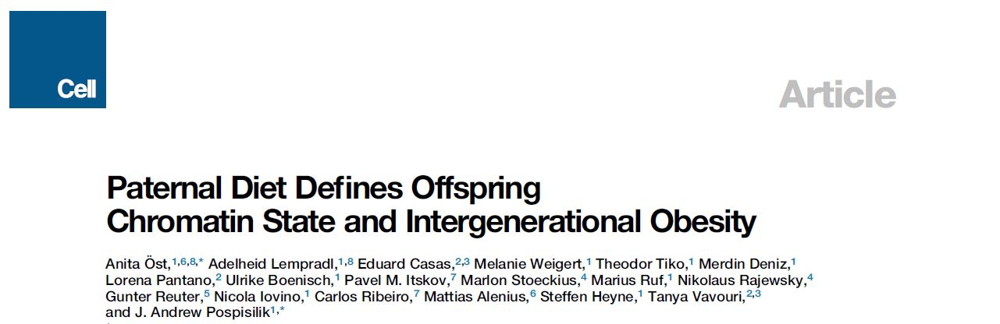 Cell
Article
Paternal Diet Defines Offspring
Chromatin State and Intergenerational Obesity
Anita Öst,1,6,8,* Adelheid Lempradl,1,8 Eduard Casas,2,3 Melanie Weigert,1 Theodor Tiko,1 Merdin Deniz,1
Lorena Pantano,2 Ulrike Boenisch,1 Pavel M. Itskov,7 Marlon Stoeckius,4 Marius Ruf,1 Nikolaus Rajewsky,4
Gunter Reuter,5 Nicola Iovino,1 Carlos Ribeiro,7 Mattias Alenius,6 Steffen Heyne,1 Tanya Vavouri,2,3
and J. Andrew Pospisilik1,*